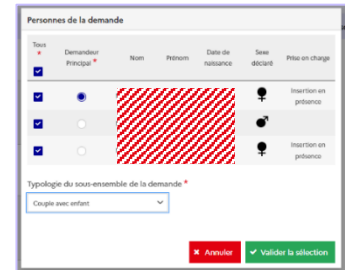 Personnes de la demande
Tous * Demandeur Principal * Nom Prénom Date de naissance Sexe déclaré Prise en charge
Insertion en présence
Insertion en présence
Typologie du sous-ensemble de la demande *
Couple avec enfant
Annuler Valider la sélection